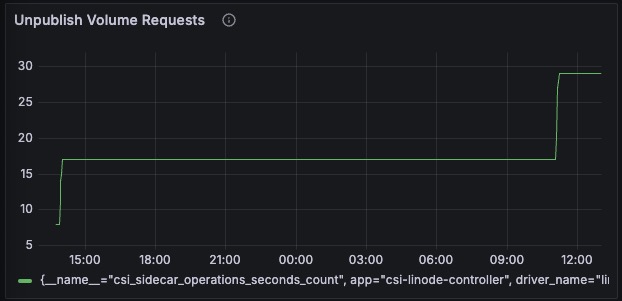 Unpublish Volume Requests
30
25
20
15
10
5
15:00 18:00 21:00 00:00 03:00 06:00 09:00 12:00
{__name__="csi_sidecar_operations_seconds_count", app="csi-linode-controller", driver_name="li